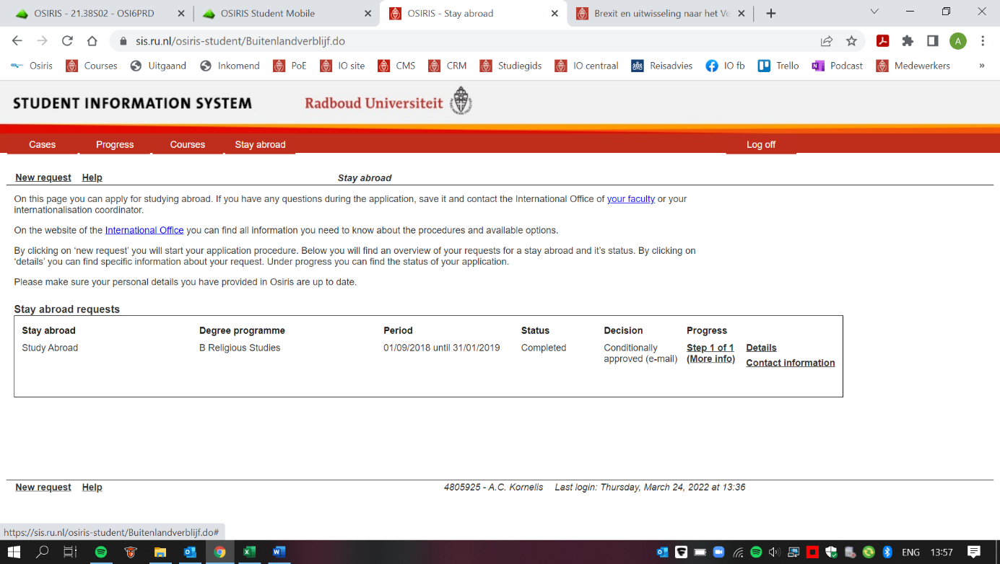 OSIRIS - 21.38S02 - OSI6PRD
OSIRIS Student Mobile
OSIRIS - Stay abroad
Brexit en uitwisseling naar het Ve
sis.ru.nl/osiris-student/Buitenlandverblijf.do
A
Osiris Courses Uitgaand Inkomend PoE IO site CMS CRM Studiegids IO centraal Reisadvies IO fb Trello Podcast Medewerkers »
STUDENT INFORMATION SYSTEM Radboud Universiteit
Cases Progress Courses Stay abroad Log off
New request Help Stay abroad
On this page you can apply for studying abroad. If you have any questions during the application, save it and contact the International Office of your faculty or your
internationalisation coordinator.
On the website of the International Office you can find all information you need to know about the procedures and available options.
By clicking on ‘new request’ you will start your application procedure. Below you will find an overview of your requests for a stay abroad and it’s status. By clicking on
‘details’ you can find specific information about your request. Under progress you can find the status of your application.
Please make sure your personal details you have provided in Osiris are up to date.
Stay abroad requests
Stay abroad Degree programme Period Status Decision Progress
Study Abroad B Religious Studies 01/09/2018 until 31/01/2019 Completed Conditionally Step 1 of 1 Details
approved (e-mail) (More info)
Contact information
New request Help 4805925 - A.C. Kornelis Last login: Thursday, March 24, 2022 at 13:36
https://sis.ru.nl/osiris-student/Buitenlandverblijf.do#
ENG 13:57